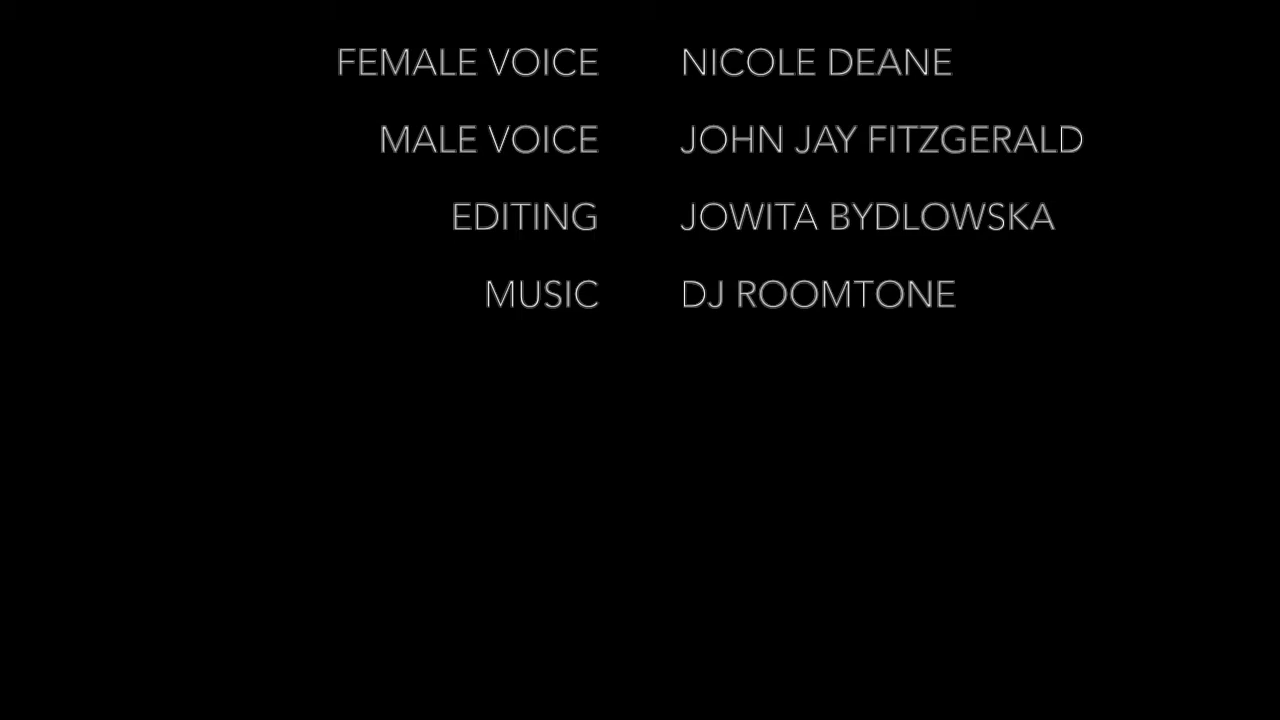 FEMALE VOICE NICOLE DEANE
MALE VOICE JOHN JAY FITZGERALD
EDITING JOWITA BYDLOWSKA
MUSIC DJ ROOMTONE